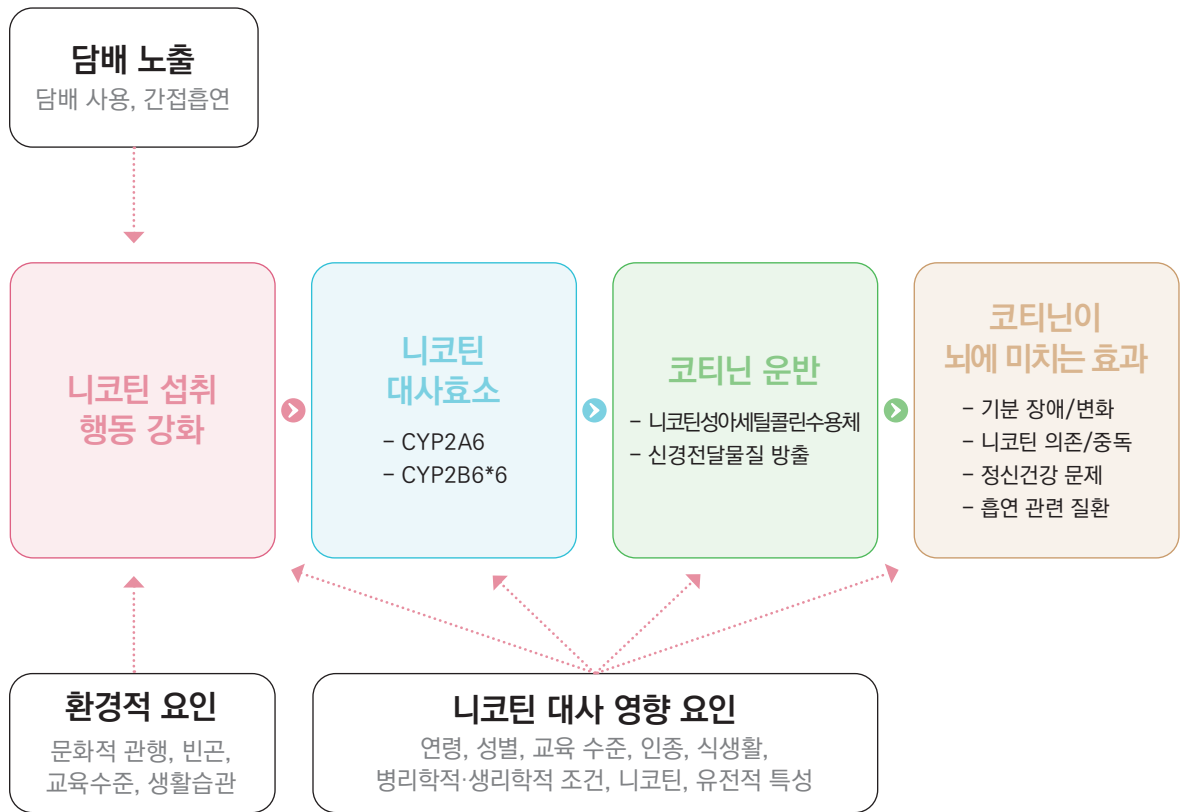 담배 노출
담배 사용, 간접흡연
니코틴 섭취
행동 강화
니코틴
대사효소
– CYP2A6
– CYP2B6*6
코티닌 운반
– 니코틴성아세틸콜린수용체
– 신경전달물질 방출
코티닌이
뇌에 미치는 효과
– 기분 장애/변화
– 니코틴 의존/중독
– 정신건강 문제
– 흡연 관련 질환
환경적 요인
문화적 관행, 빈곤,
교육수준, 생활습관
니코틴 대사 영향 요인
연령, 성별, 교육 수준, 인종, 식생활,
병리학적·생리학적 조건, 니코틴, 유전적 특성